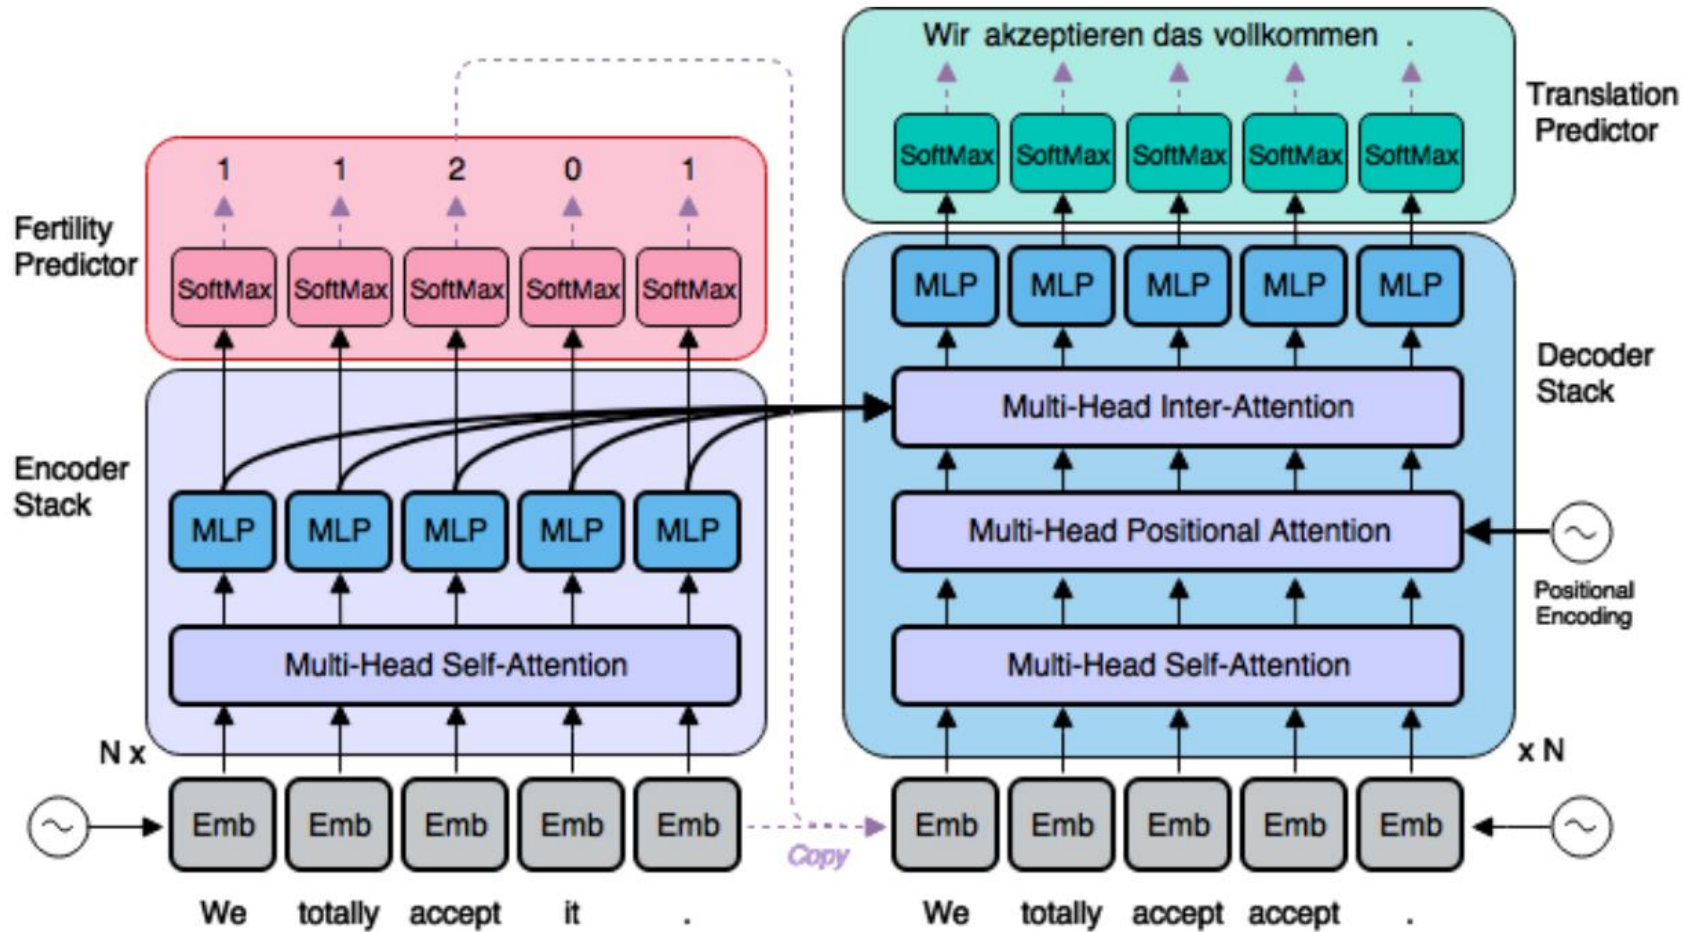 Wir akzeptieren das vollkommen .
Translation
Predictor
SoftMax SoftMax SoftMax SoftMax SoftMax
1 1 2 0 1
Fertility
Predictor
SoftMax SoftMax SoftMax SoftMax SoftMax
MLP MLP MLP MLP MLP
Decoder
Stack
Multi-Head Inter-Attention
Encoder
Stack
MLP MLP MLP MLP MLP
Multi-Head Positional Attention
~
Positional
Encoding
Multi-Head Self-Attention
Multi-Head Self-Attention
N x
x N
~ Emb Emb Emb Emb Emb
Copy
Emb Emb Emb Emb Emb ~
We totally accept it .
We totally accept accept .